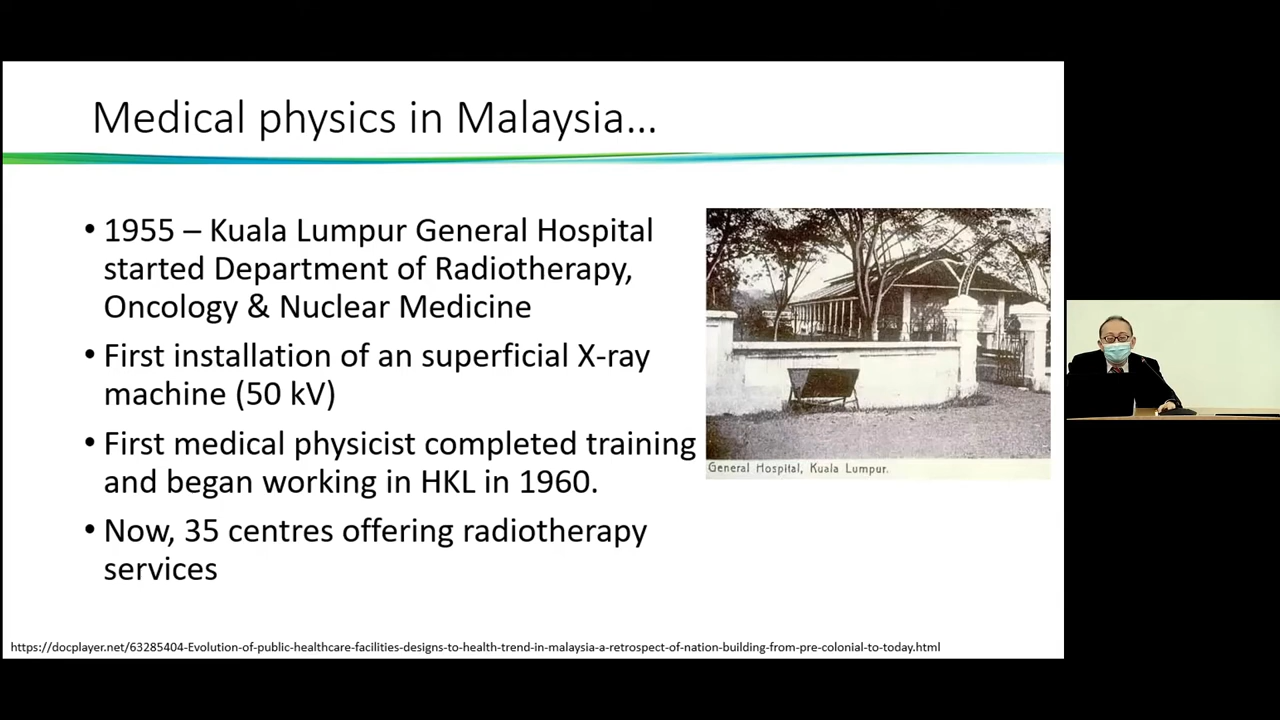 Medical physics in Malaysia...
• 1955 – Kuala Lumpur General Hospital
started Department of Radiotherapy,
Oncology & Nuclear Medicine
• First installation of an superficial X-ray
machine (50 kV)
• First medical physicist completed training
and began working in HKL in 1960.
• Now, 35 centres offering radiotherapy
services
General Hospital, Kuala Lumpur.
https://docplayer.net/63285404-Evolution-of-public-healthcare-facilities-designs-to-health-trend-in-malaysia-a-retrospect-of-nation-building-from-pre-colonial-to-today.html